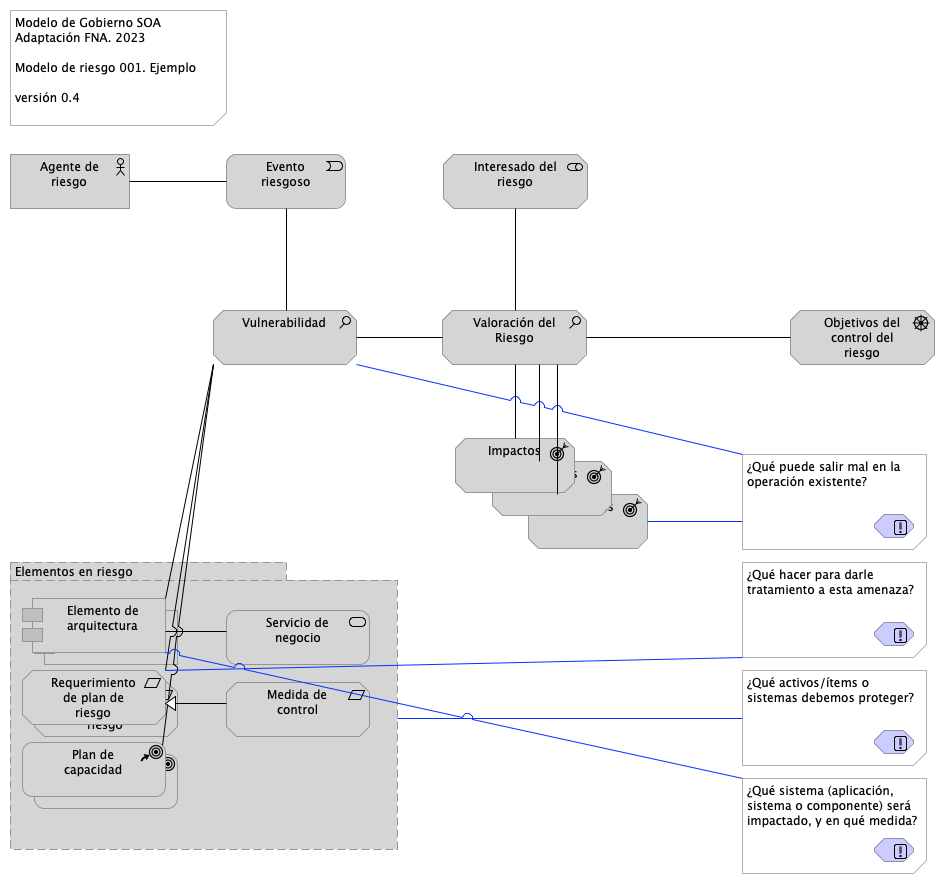 Modelo de Gobierno SOA
Adaptación FNA. 2023
Modelo de riesgo 001. Ejemplo
versión 0.4
Agente de
riesgo
Evento
riesgoso
Interesado del
riesgo
Vulnerabilidad
Valoración del
Riesgo
Objetivos del
control del
riesgo
Impactos
s
s
¿Qué puede salir mal en la
operación existente?
Elementos en riesgo
¿Qué hacer para darle
tratamiento a esta amenaza?
Elemento de
arquitectura
Servicio de
negocio
Requerimiento
de plan de
riesgo
riesgo
Medida de
control
¿Qué activos/ítems o
sistemas debemos proteger?
Plan de
capacidad
¿Qué sistema (aplicación,
sistema o componente) será
impactado, y en qué medida?